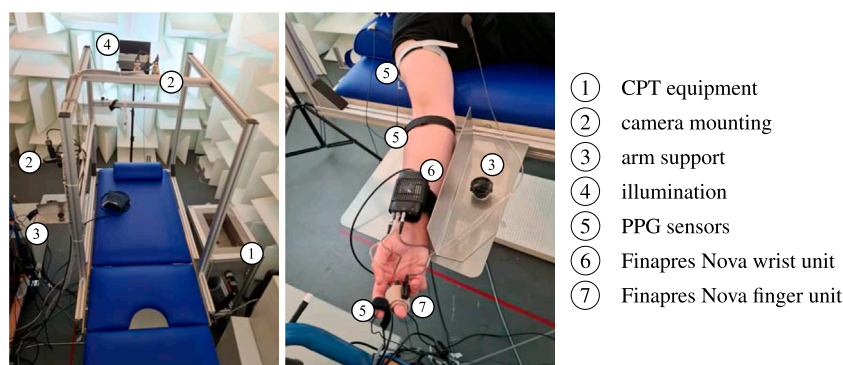 4
2
2
3
1
5
5
6
3
5
7
1 CPT equipment
2 camera mounting
3 arm support
4 illumination
5 PPG sensors
6 Finapres Nova wrist unit
7 Finapres Nova finger unit